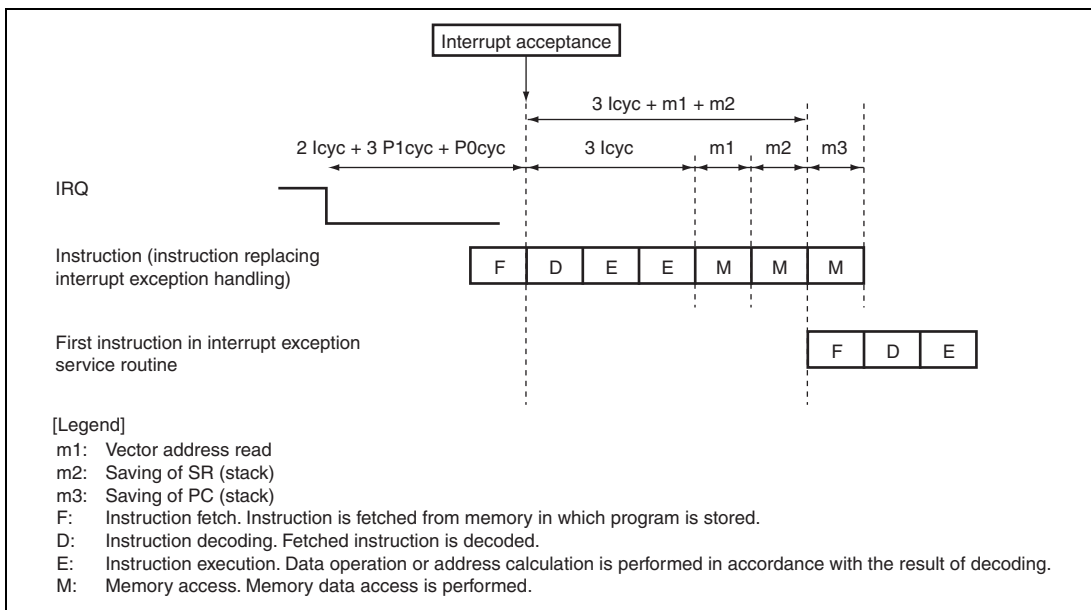 Interrupt acceptance
3 Icyc + m1 + m2
2 Icyc + 3 P1cyc + P0cyc
3 Icyc
m1
m2
m3
IRQ
Instruction (instruction replacing
interrupt exception handling)
F D E E M M M
First instruction in interrupt exception
service routine
F D E
[Legend]
m1: Vector address read
m2: Saving of SR (stack)
m3: Saving of PC (stack)
F: Instruction fetch. Instruction is fetched from memory in which program is stored.
D: Instruction decoding. Fetched instruction is decoded.
E: Instruction execution. Data operation or address calculation is performed in accordance with the result of decoding.
M: Memory access. Memory data access is performed.